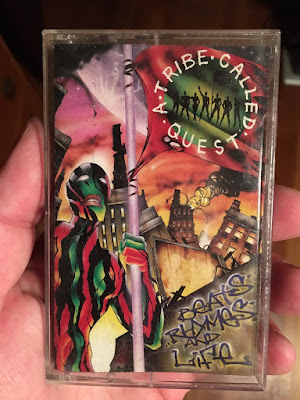 A·TRIBE·CALLED·
QUEST·
BEATS·
RHYMES·
AND
LIFE